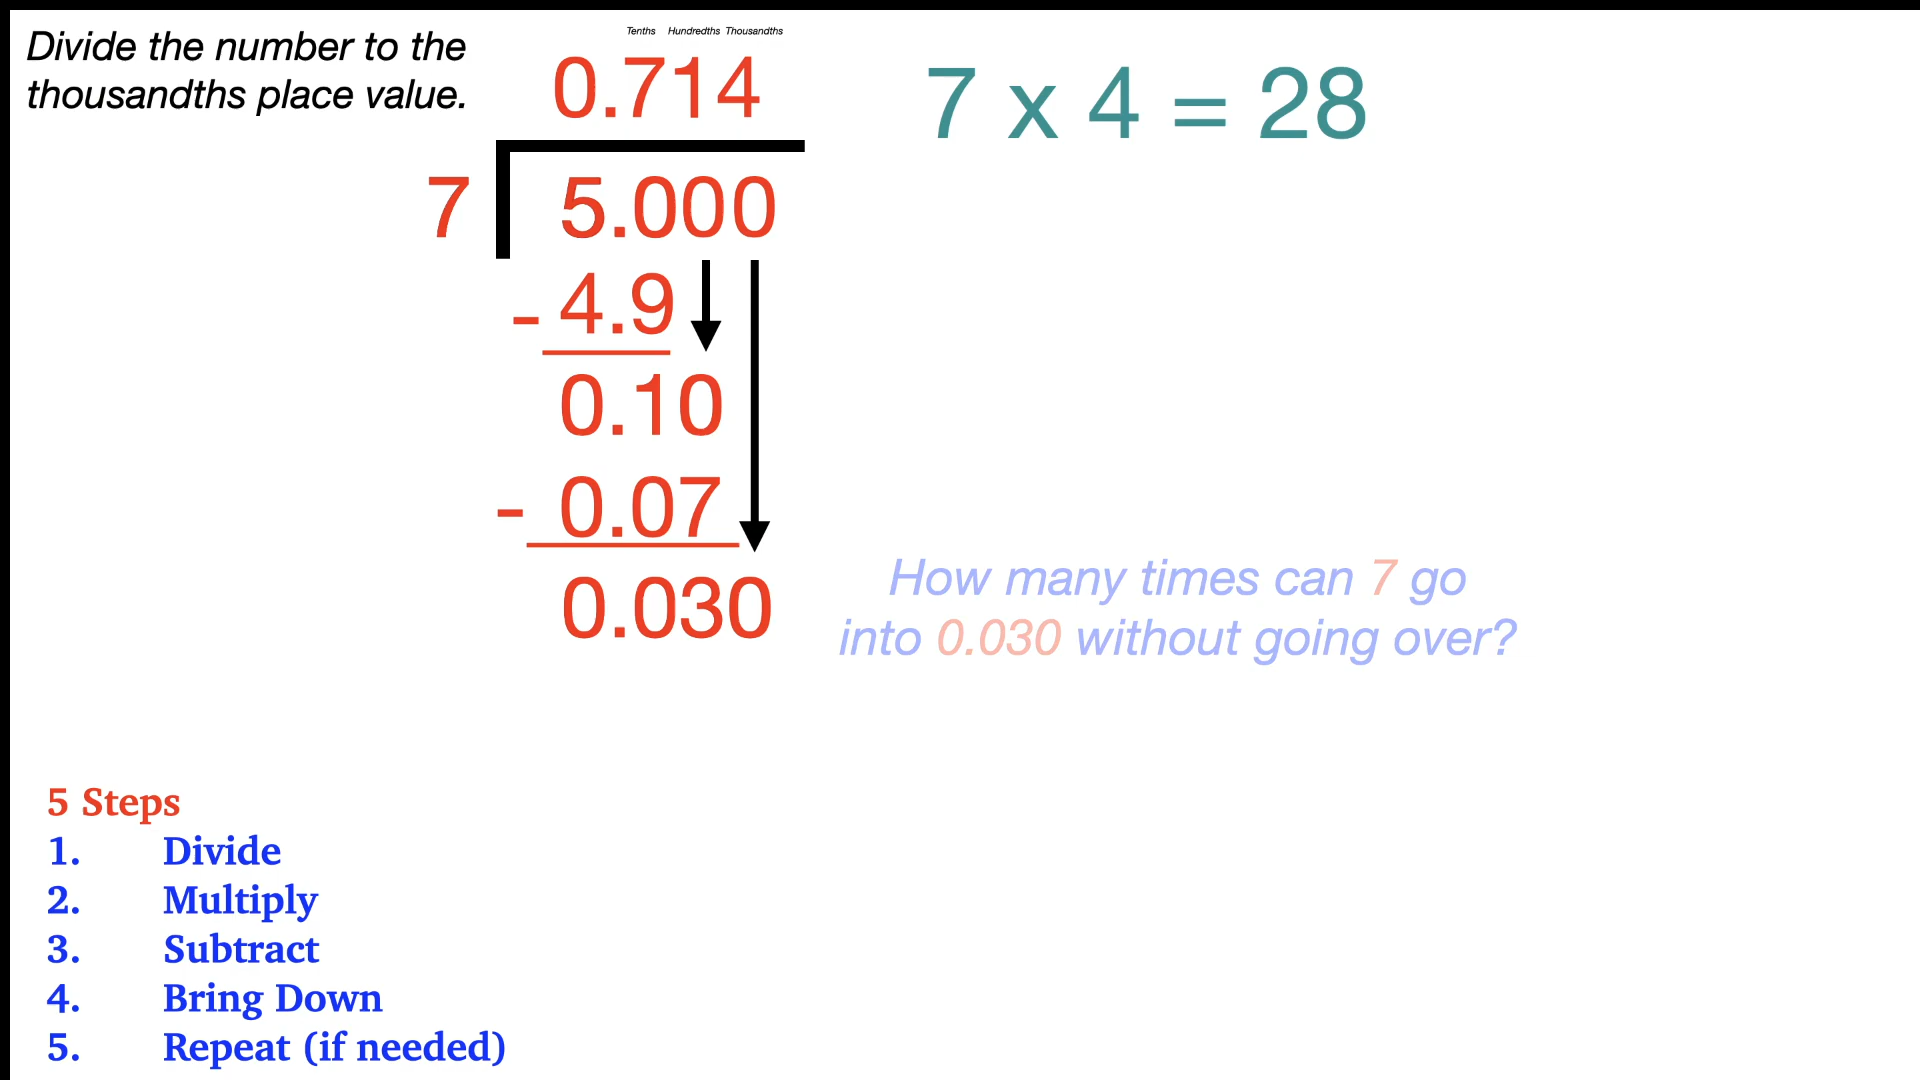 Divide the number to the
thousandths place value.
Tenths Hundredths Thousandths
0.714
7 x 4 = 28
7 5.000
- 4.9
0.10
- 0.07
0.030
How many times can 7 go
into 0.030 without going over?
5 Steps
1. Divide
2. Multiply
3. Subtract
4. Bring Down
5. Repeat (if needed)